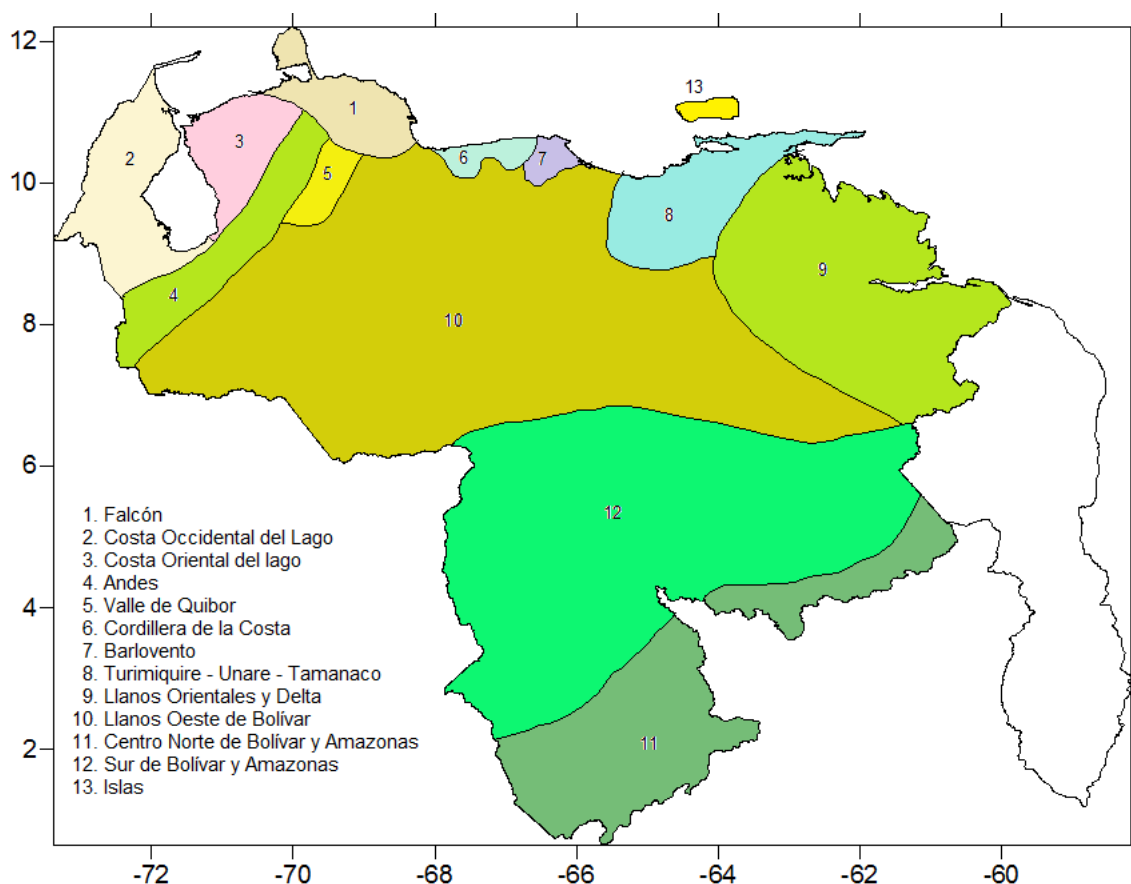 12
10
8
6
4
2
13
1
2
3
5
6
7
8
9
4
10
12
11
1. Falcón
2. Costa Occidental del Lago
3. Costa Oriental del lago
4. Andes
5. Valle de Quibor
6. Cordillera de la Costa
7. Barlovento
8. Turimiquire - Unare - Tamanaco
9. Llanos Orientales y Delta
10. Llanos Oeste de Bolívar
11. Centro Norte de Bolívar y Amazonas
12. Sur de Bolívar y Amazonas
13. Islas
-72 -70 -68 -66 -64 -62 -60